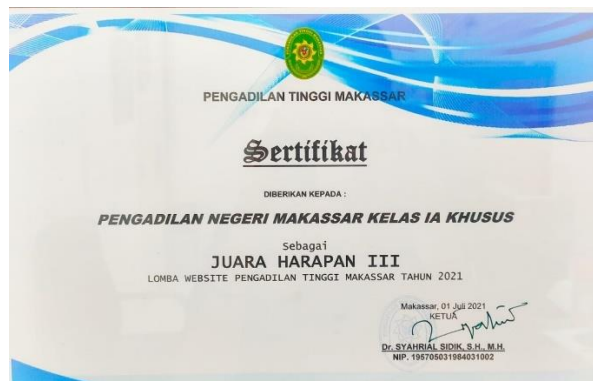 PENGADILAN TINGGI MAKASSAR
Sertifikat
DIBERIKAN KEPADA :
PENGADILAN NEGERI MAKASSAR KELAS IA KHUSUS
Sebagai
JUARA HARAPAN III
LOMBA WEBSITE PENGADILAN TINGGI MAKASSAR TAHUN 2021
Makassar, 01 Juli 2021
KETUA
Dr. SYAHRIAL SIDIK, S.H., M.H.
NIP. 195705031984031002